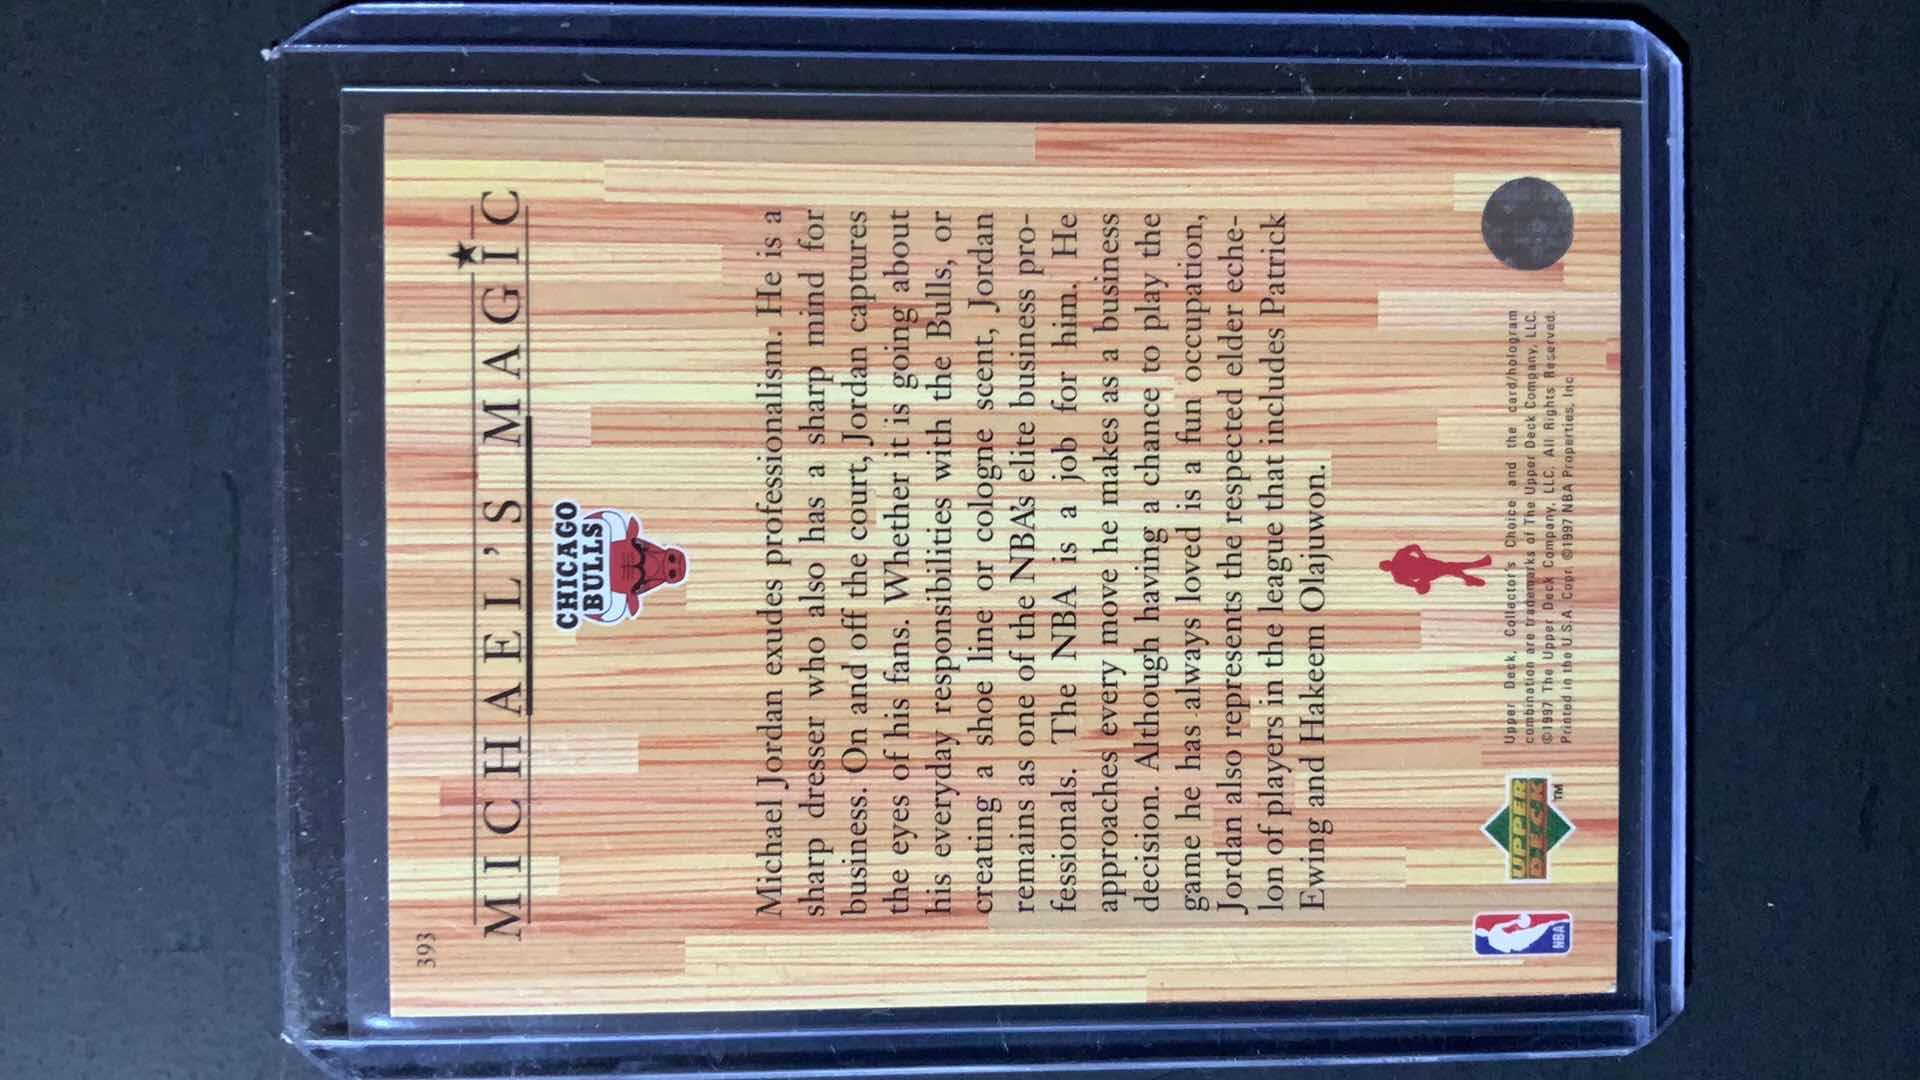 393
MICHAEL'S MAGIC
CHICAGO
BULLS
Michael Jordan exudes professionalism. He is a
sharp dresser who also has a sharp mind for
business. On and off the court, Jordan captures
the eyes of his fans. Whether it is going about
his everyday responsibilities with the Bulls, or
creating a shoe line or cologne scent, Jordan
remains as one of the NBA's elite business pro-
fessionals. The NBA is a job for him. He
approaches every move he makes as a business
decision. Although having a chance to play the
game he has always loved is a fun occupation,
Jordan also represents the respected elder eche-
lon of players in the league that includes Patrick
Ewing and Hakeem Olajuwon.
NBA
UPPER
DECK
TM
Upper Deck, Collector's Choice and the card/hologram
combination are trademarks of The Upper Deck Company, LLC.
©1997 The Upper Deck Company, LLC. All Rights Reserved.
Printed in the U.S.A. Copr. ©1997 NBA Properties, Inc.